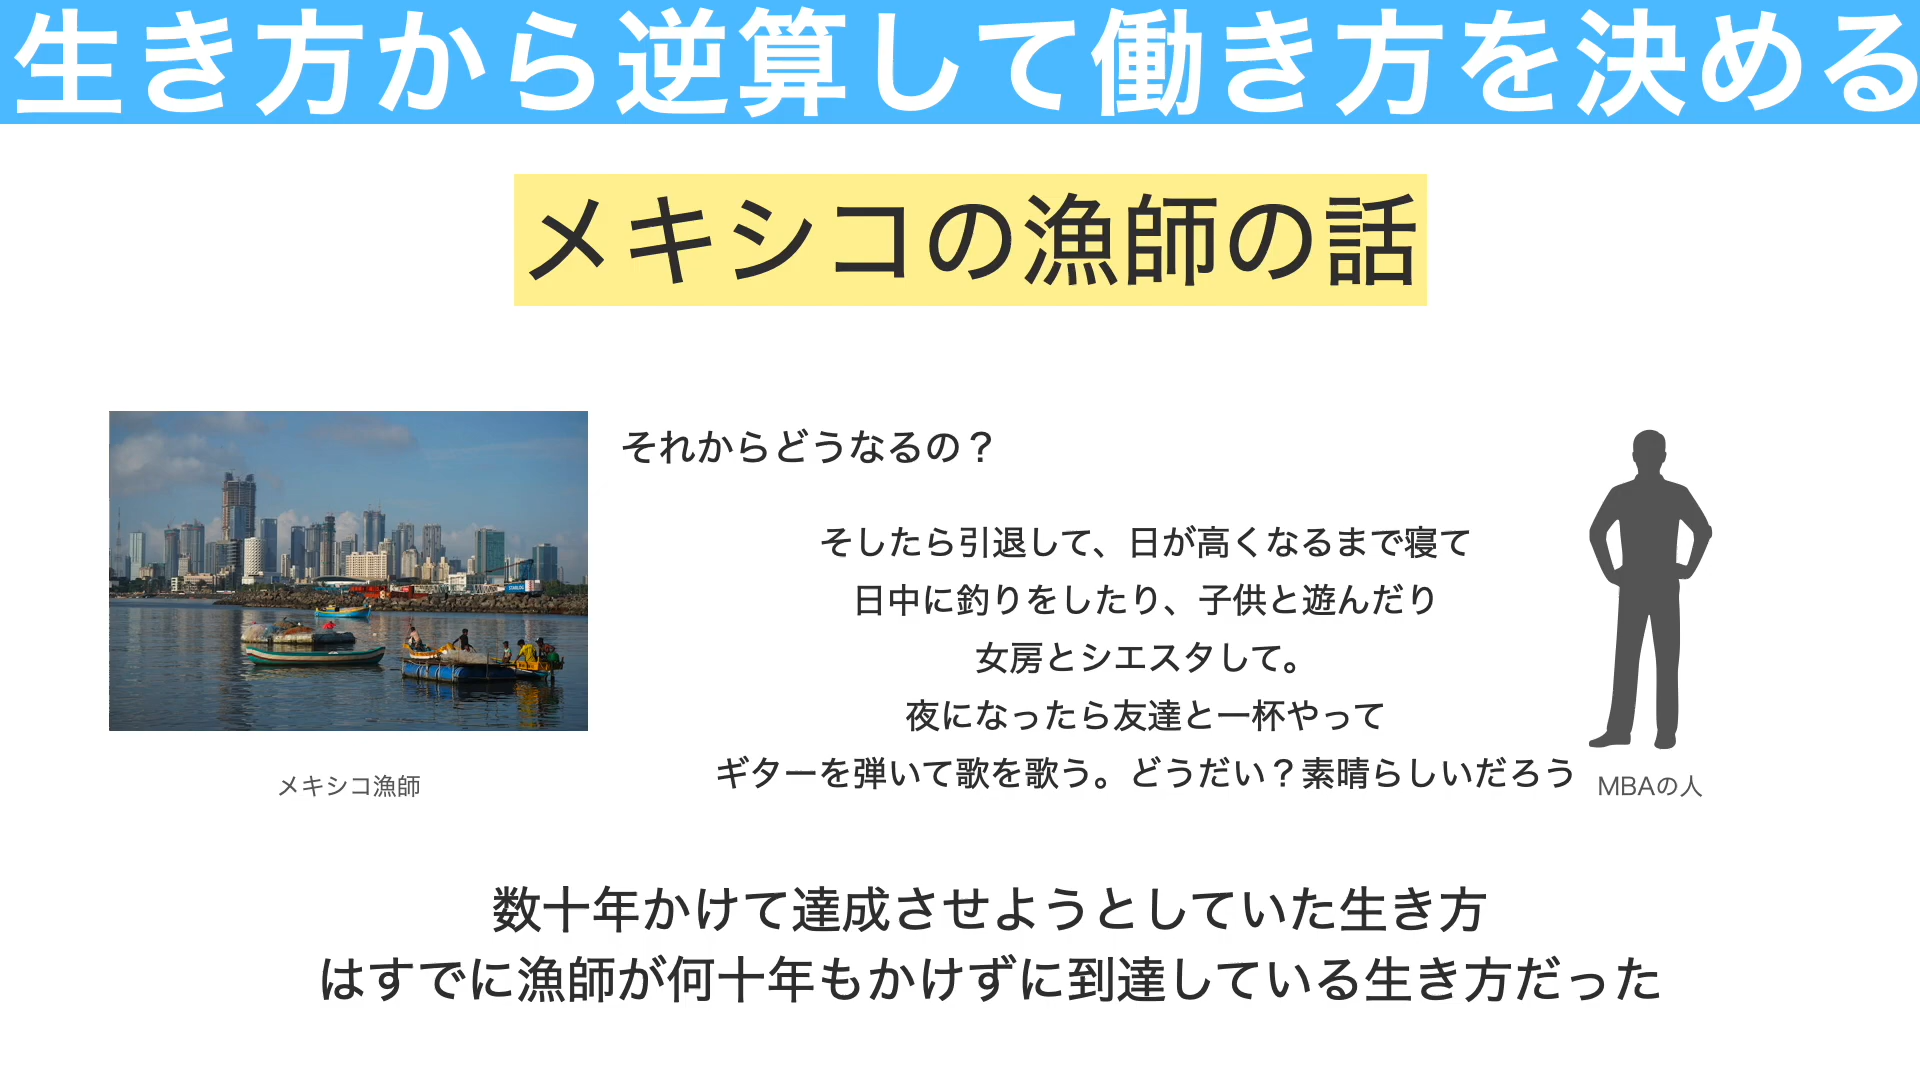 生き方から逆算して働き方を決める
メキシコの漁師の話
それからどうなるの？
そしたら引退して、日が高くなるまで寝て
日中に釣りをしたり、子供と遊んだり
女房とシエスタして。
夜になったら友達と一杯やって
ギターを弾いて歌を歌う。どうだい？素晴らしいだろう
メキシコ漁師
MBAの人
数十年かけて達成させようとしていた生き方
はすでに漁師が何十年もかけずに到達している生き方だった